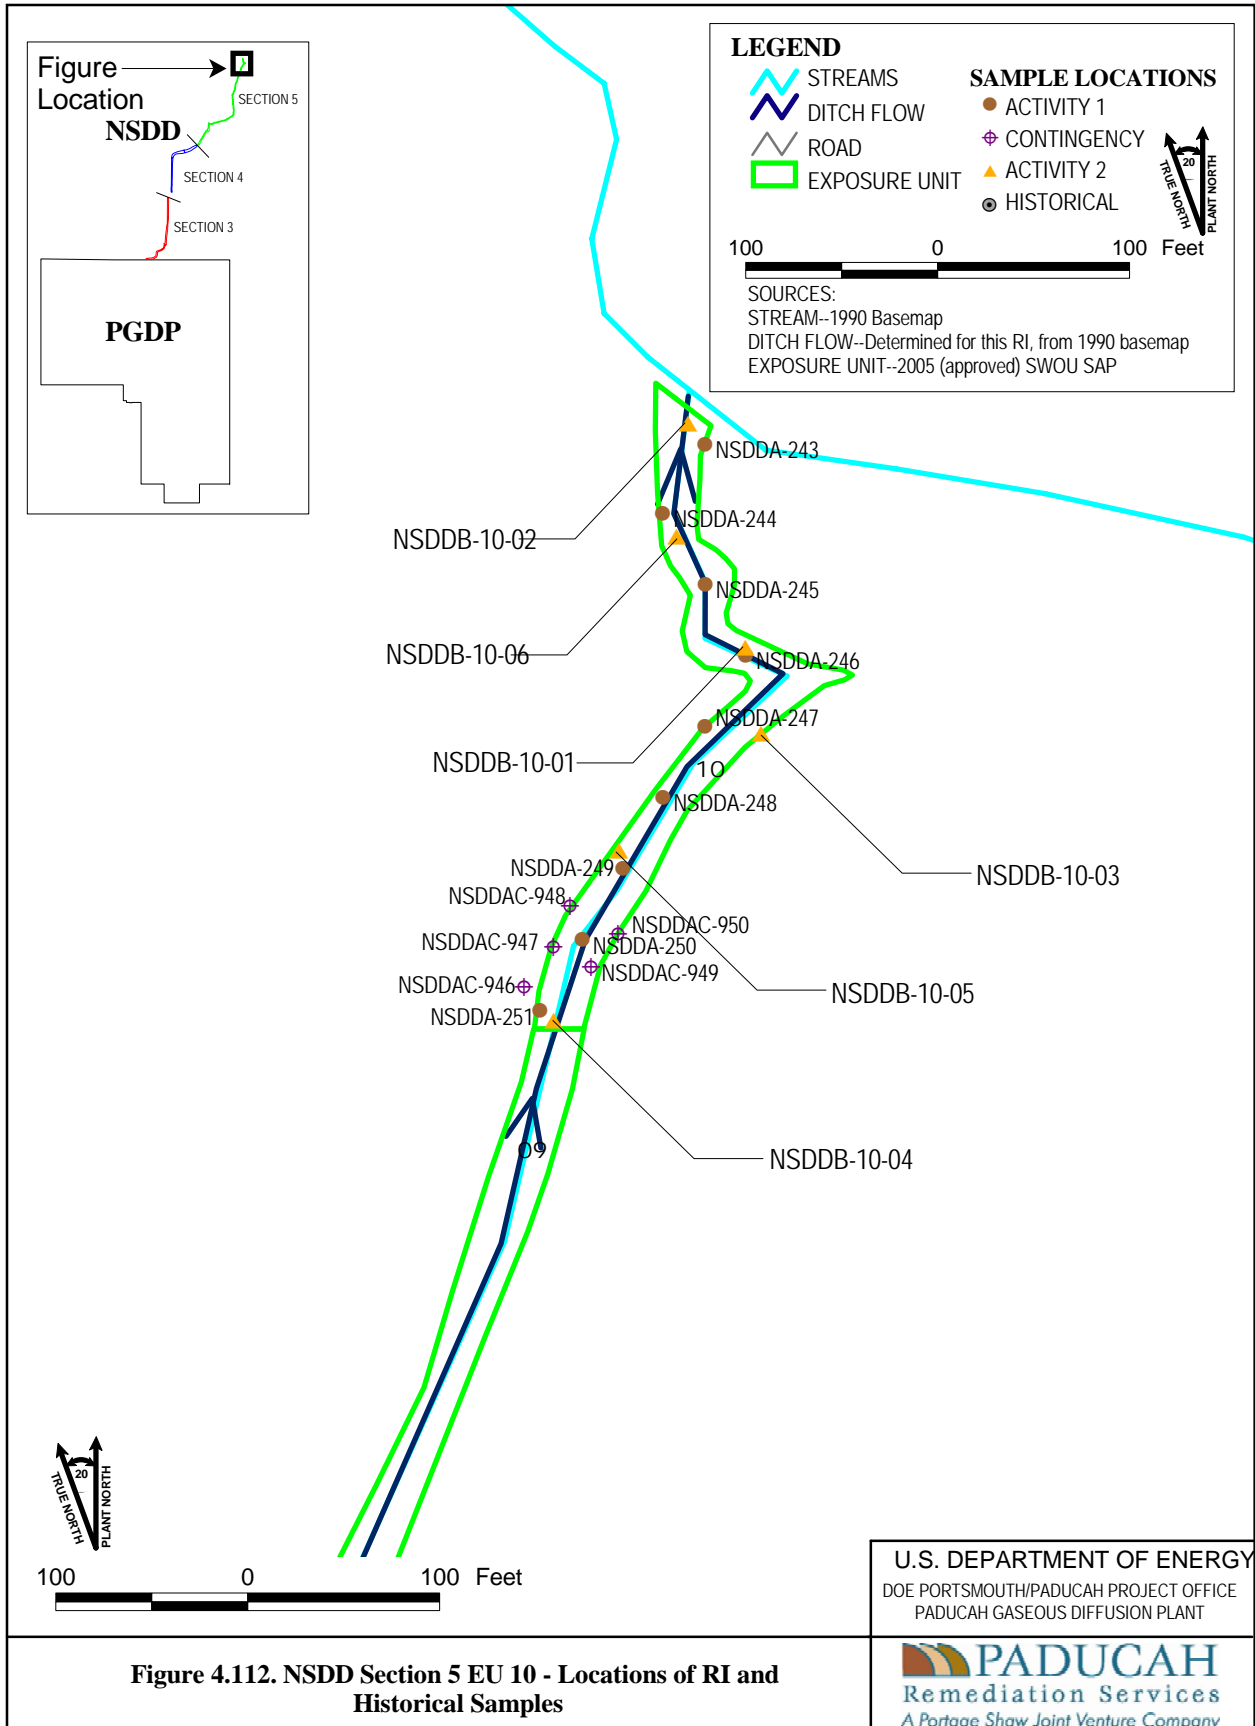 Figure
Location
SECTION 5
NSDD
SECTION 4
SECTION 3
PGDP
LEGEND
STREAMS
DITCH FLOW
ROAD
EXPOSURE UNIT
SAMPLE LOCATIONS
ACTIVITY 1
CONTINGENCY
ACTIVITY 2
HISTORICAL
20
TRUE NORTH
PLANT NORTH
100 0 100 Feet
SOURCES:
STREAM--1990 Basemap
DITCH FLOW--Determined for this RI, from 1990 basemap
EXPOSURE UNIT--2005 (approved) SWOU SAP
NSDDA-243
NSDDA-244
NSDDB-10-02
NSDDA-245
NSDDB-10-06
NSDDA-246
NSDDA-247
NSDDB-10-01
10
NSDDA-248
NSDDA-249
NSDDB-10-03
NSDDAC-948
NSDDAC-950
NSDDAC-947
NSDDA-250
NSDDAC-949
NSDDAC-946
NSDDB-10-05
NSDDA-251
09
NSDDB-10-04
20
TRUE NORTH
PLANT NORTH
100 0 100 Feet
U.S. DEPARTMENT OF ENERGY
DOE PORTSMOUTH/PADUCAH PROJECT OFFICE
PADUCAH GASEOUS DIFFUSION PLANT
Figure 4.112. NSDD Section 5 EU 10 - Locations of RI and
Historical Samples
PADUCAH
Remediation Services
A Portage Shaw Joint Venture Company